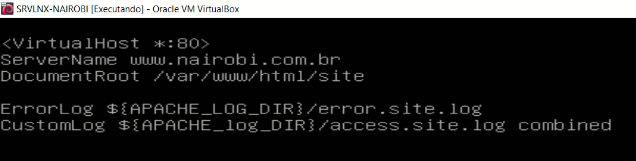 SRVLNX-NAIROBI [Executando] - Oracle VM VirtualBox
<VirtualHost *:80>
ServerName www.nairobi.com.br
DocumentRoot /var/www/html/site
ErrorLog ${APACHE_LOG_DIR}/error.site.log
CustomLog ${APACHE_log_DIR}/access.site.log combined